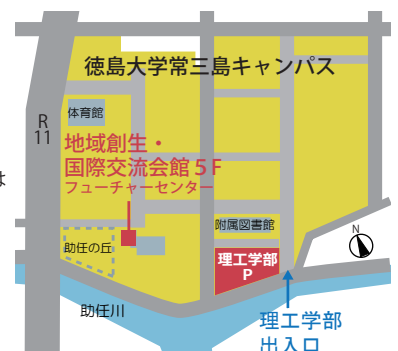 徳島大学常三島キャンパス
R
11
体育館
地域創生・
国際交流会館５F
フューチャーセンター
は
附属図書館
N
助任の丘
理工学部
P
助任川
理工学部
出入口